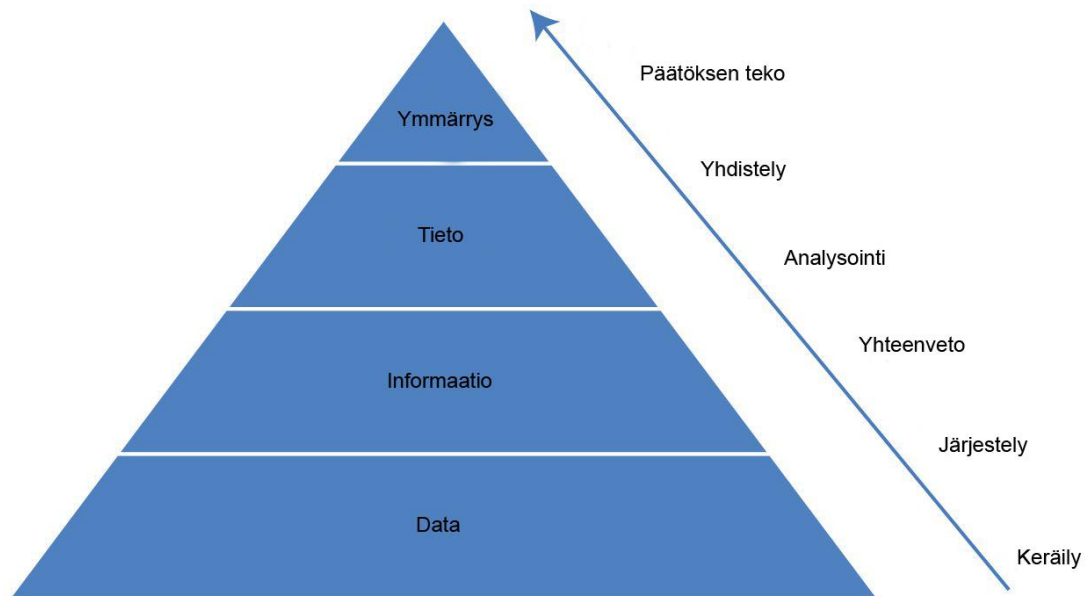 Päätöksen teko
Ymmärrys
Yhdistely
Tieto
Analysointi
Yhteenveto
Informaatio
Järjestely
Data
Keräily